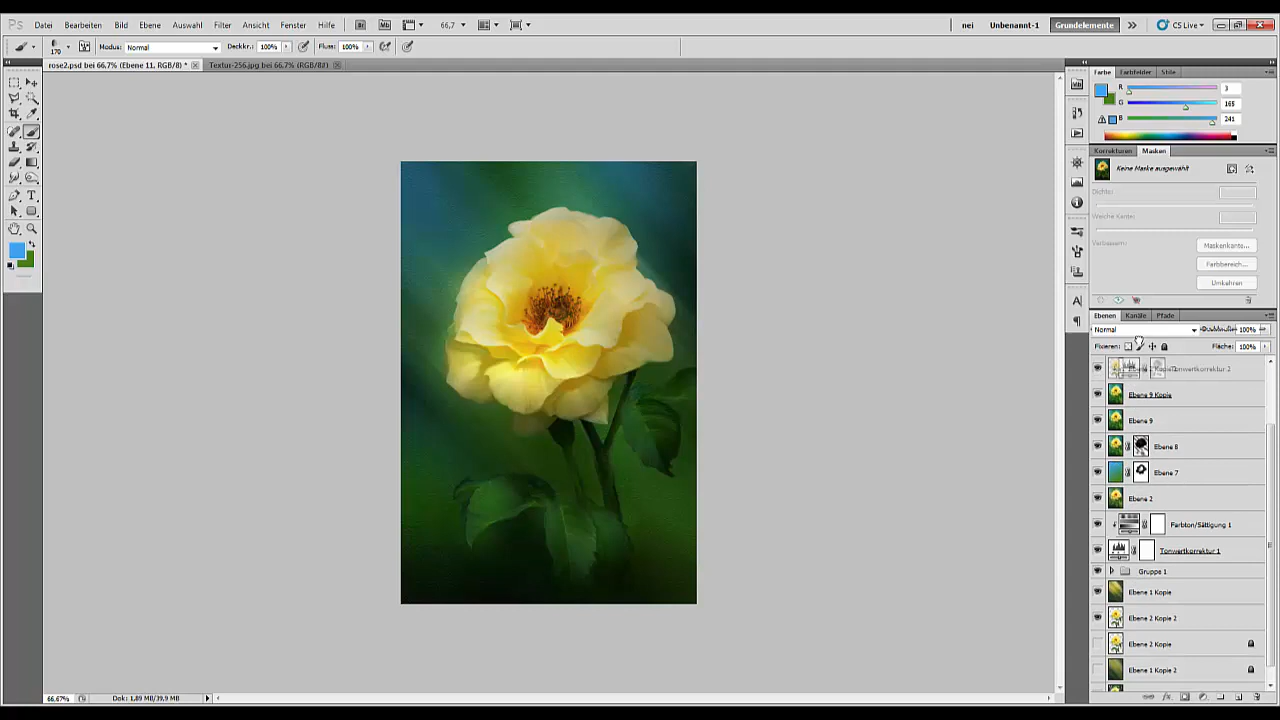 Ps Datei Bearbeiten Bild Ebene Auswahl Filter Ansicht Fenster Hilfe Br Mb 66,7 nei Unbenannt-1 Grundelemente CS Live
170 Modus: Normal Deckkr.: 100% Fluss: 100%
rose2.psd bei 66,7% (Ebene 11, RGB/8) * Textur-256.jpg bei 66,7% (RGB/8#)
Farbe Farbfelder Stile
R 3
G 165
B 241
Korrekturen Masken
Keine Maske ausgewählt
Dichte:
Weiche Kante:
Verbessern: Maskenkante...
Farbbereich...
Umkehren
Ebenen Kanäle Pfade
Normal 100%
Fixieren: Fläche: 100%
Ebene 9 Kopie
Ebene 9
Ebene 8
Ebene 7
Ebene 2
Farbton/Sättigung 1
Tonwertkorrektur 1
Gruppe 1
Ebene 1 Kopie
Ebene 2 Kopie 2
Ebene 2 Kopie
Ebene 1 Kopie 2
66,67% Dok: 1,89 MB/39,9 MB